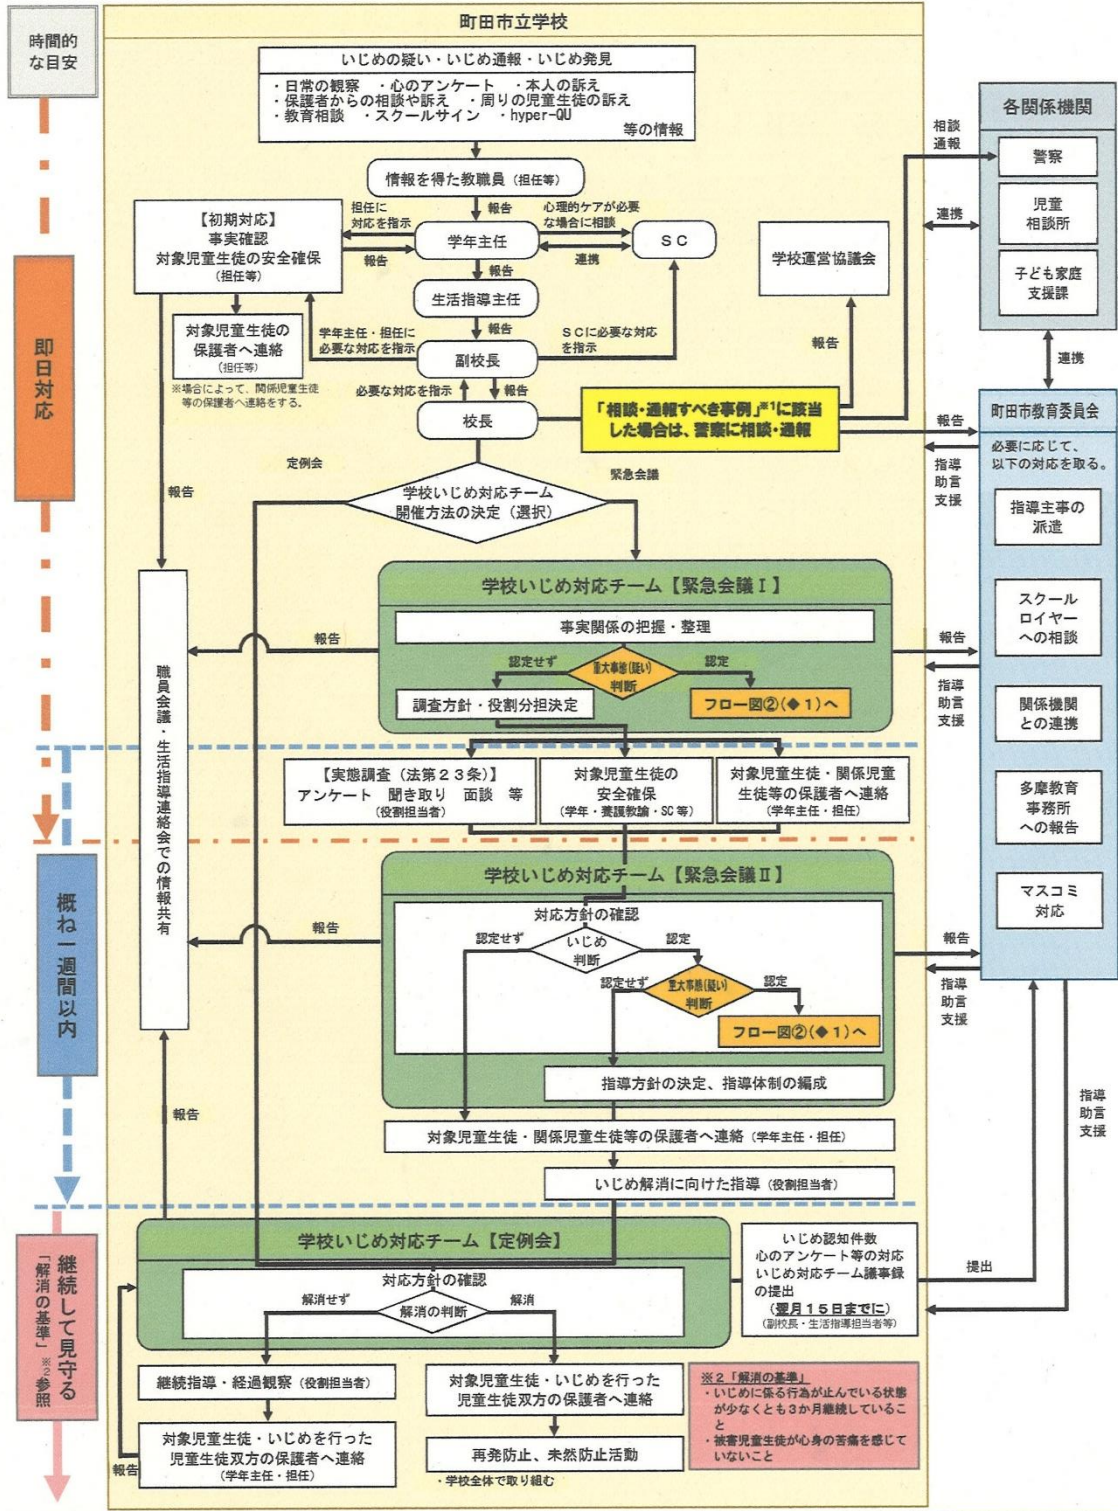 時間的
な目安
町田市立学校
いじめの疑い・いじめ通報・いじめ発見
・日常の観察　・心のアンケート　・本人の訴え
・保護者からの相談や訴え　・周りの児童生徒の訴え
・教育相談　・スクールサイン　・hyper-QU
等の情報
情報を得た教職員（担任等）
報告
担任に
対応を指示
心理的ケアが必要
な場合に相談
【初期対応】
事実確認
対象児童生徒の安全確保
（担任等）
報告
学年主任
連携
ＳＣ
報告
生活指導主任
対象児童生徒の
保護者へ連絡
（担任等）
※場合によって、関係児童生徒
等の保護者へ連絡をする。
学年主任・担任に
必要な対応を指示
報告
ＳＣに必要な対応
を指示
副校長
必要な対応を指示
報告
校長
学校運営協議会
報告
「相談・通報すべき事例」※1に該当
した場合は、警察に相談・通報
相談
通報
連携
各関係機関
警察
児童
相談所
子ども家庭
支援課
連携
即日対応
報告
定例会
緊急会議
学校いじめ対応チーム
開催方法の決定（選択）
報告
指導
助言
支援
町田市教育委員会
必要に応じて、
以下の対応を取る。
指導主事の
派遣
スクール
ロイヤー
への相談
関係機関
との連携
多摩教育
事務所
への報告
マスコミ
対応
学校いじめ対応チーム【緊急会議Ⅰ】
事実関係の把握・整理
報告
認定せず
重大事態(疑い)
判断
認定
調査方針・役割分担決定
フロー図②(◆1)へ
報告
指導
助言
支援
職員会議・生活指導連絡会での情報共有
【実態調査（法第２３条）】
アンケート　聞き取り　面談　等
（役割担当者）
対象児童生徒の
安全確保
（学年・養護教諭・SC等）
対象児童生徒・関係児童
生徒等の保護者へ連絡
（学年主任・担任）
概ね一週間以内
学校いじめ対応チーム【緊急会議Ⅱ】
対応方針の確認
報告
認定せず
いじめ
判断
認定
認定せず
重大事態(疑い)
判断
認定
フロー図②(◆1)へ
指導方針の決定、指導体制の編成
報告
指導
助言
支援
対象児童生徒・関係児童生徒等の保護者へ連絡（学年主任・担任）
いじめ解消に向けた指導（役割担当者）
報告
指導
助言
支援
継続して見守る
「解消の基準」※２参照
学校いじめ対応チーム【定例会】
対応方針の確認
解消せず
解消の判断
解消
いじめ認知件数
心のアンケート等の対応
いじめ対応チーム議事録
の提出
（翌月１５日までに）
（副校長・生活指導担当者等）
提出
継続指導・経過観察（役割担当者）
対象児童生徒・いじめを行った
児童生徒双方の保護者へ連絡
（学年主任・担任）
報告
対象児童生徒・いじめを行った
児童生徒双方の保護者へ連絡
再発防止、未然防止活動
・学校全体で取り組む
※２「解消の基準」
・いじめに係る行為が止んでいる状態
が少なくとも３か月継続しているこ
と
・被害児童生徒が心身の苦痛を感じて
いないこと